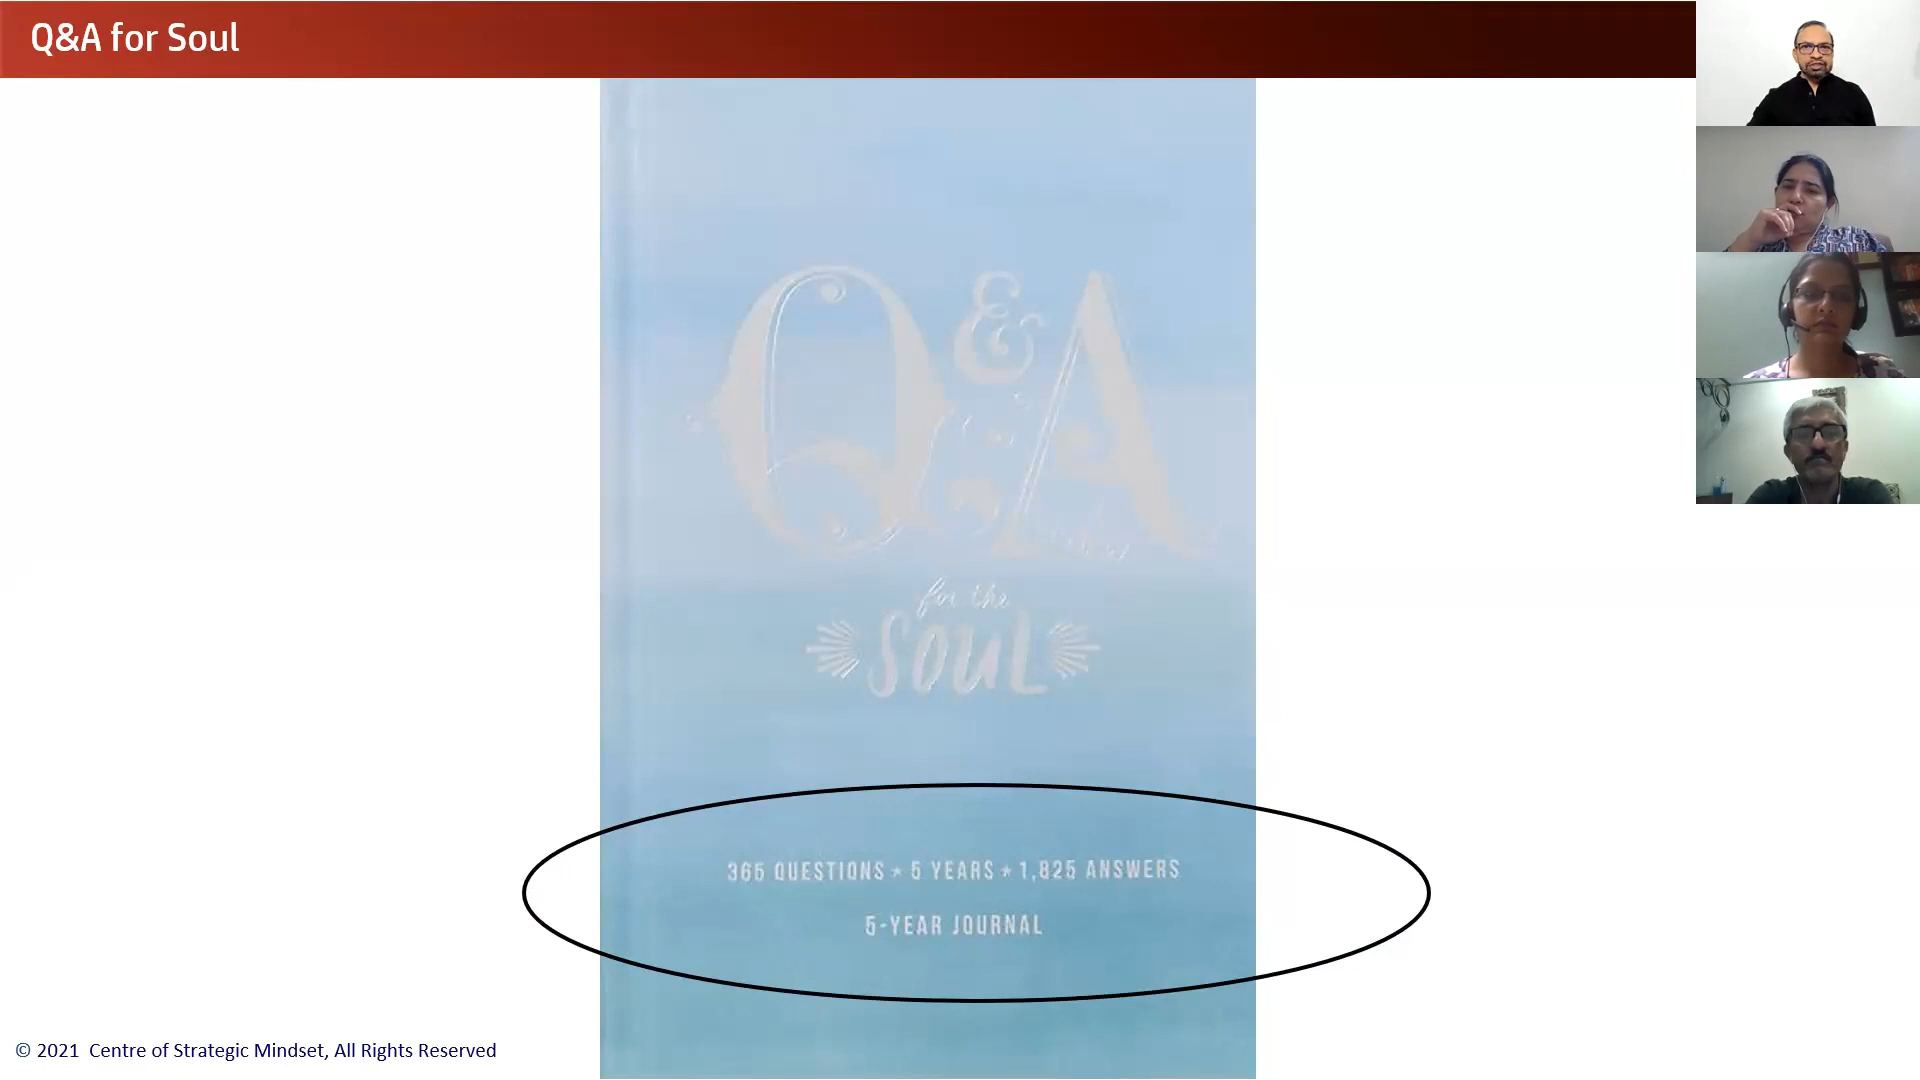 Q&A for Soul
Q&A
for the
SOUL
365 QUESTIONS ★ 5 YEARS ★ 1,825 ANSWERS
5-YEAR JOURNAL
© 2021 Centre of Strategic Mindset, All Rights Reserved